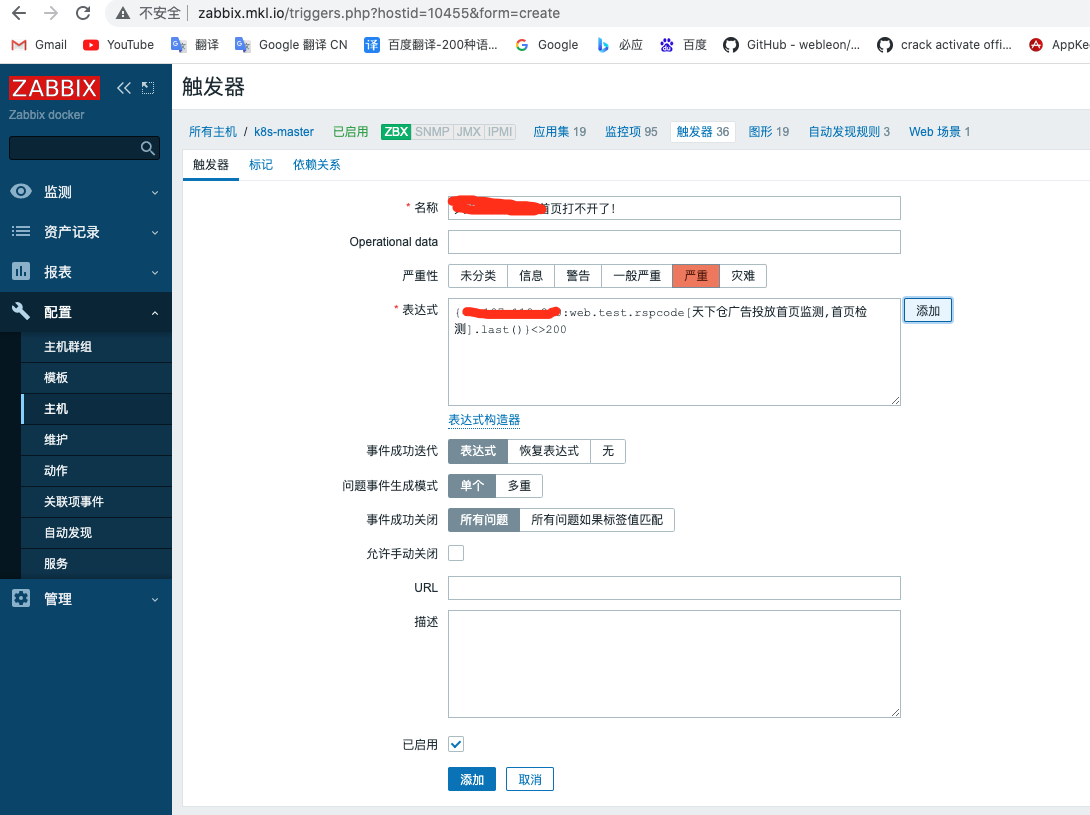 不安全 | zabbix.mkl.io/triggers.php?hostid=10455&form=create
Gmail YouTube 翻译 Google 翻译 CN 百度翻译-200种语... Google 必应 百度 GitHub - webleon/... crack activate offi... AppKe
ZABBIX
Zabbix docker
监测
资产记录
报表
配置
主机群组
模板
主机
维护
动作
关联项事件
自动发现
服务
管理
触发器
所有主机 / k8s-master 已启用 ZBX SNMP JMX IPMI 应用集 19 监控项 95 触发器 36 图形 19 自动发现规则 3 Web 场景 1
触发器 标记 依赖关系
* 名称 首页打不开了!
Operational data
严重性 未分类 信息 警告 一般严重 严重 灾难
* 表达式 { :web.test.rspcode[天下仓广告投放首页监测,首页检
测].last()}<>200
添加
表达式构造器
事件成功迭代 表达式 恢复表达式 无
问题事件生成模式 单个 多重
事件成功关闭 所有问题 所有问题如果标签值匹配
允许手动关闭
URL
描述
已启用
添加 取消